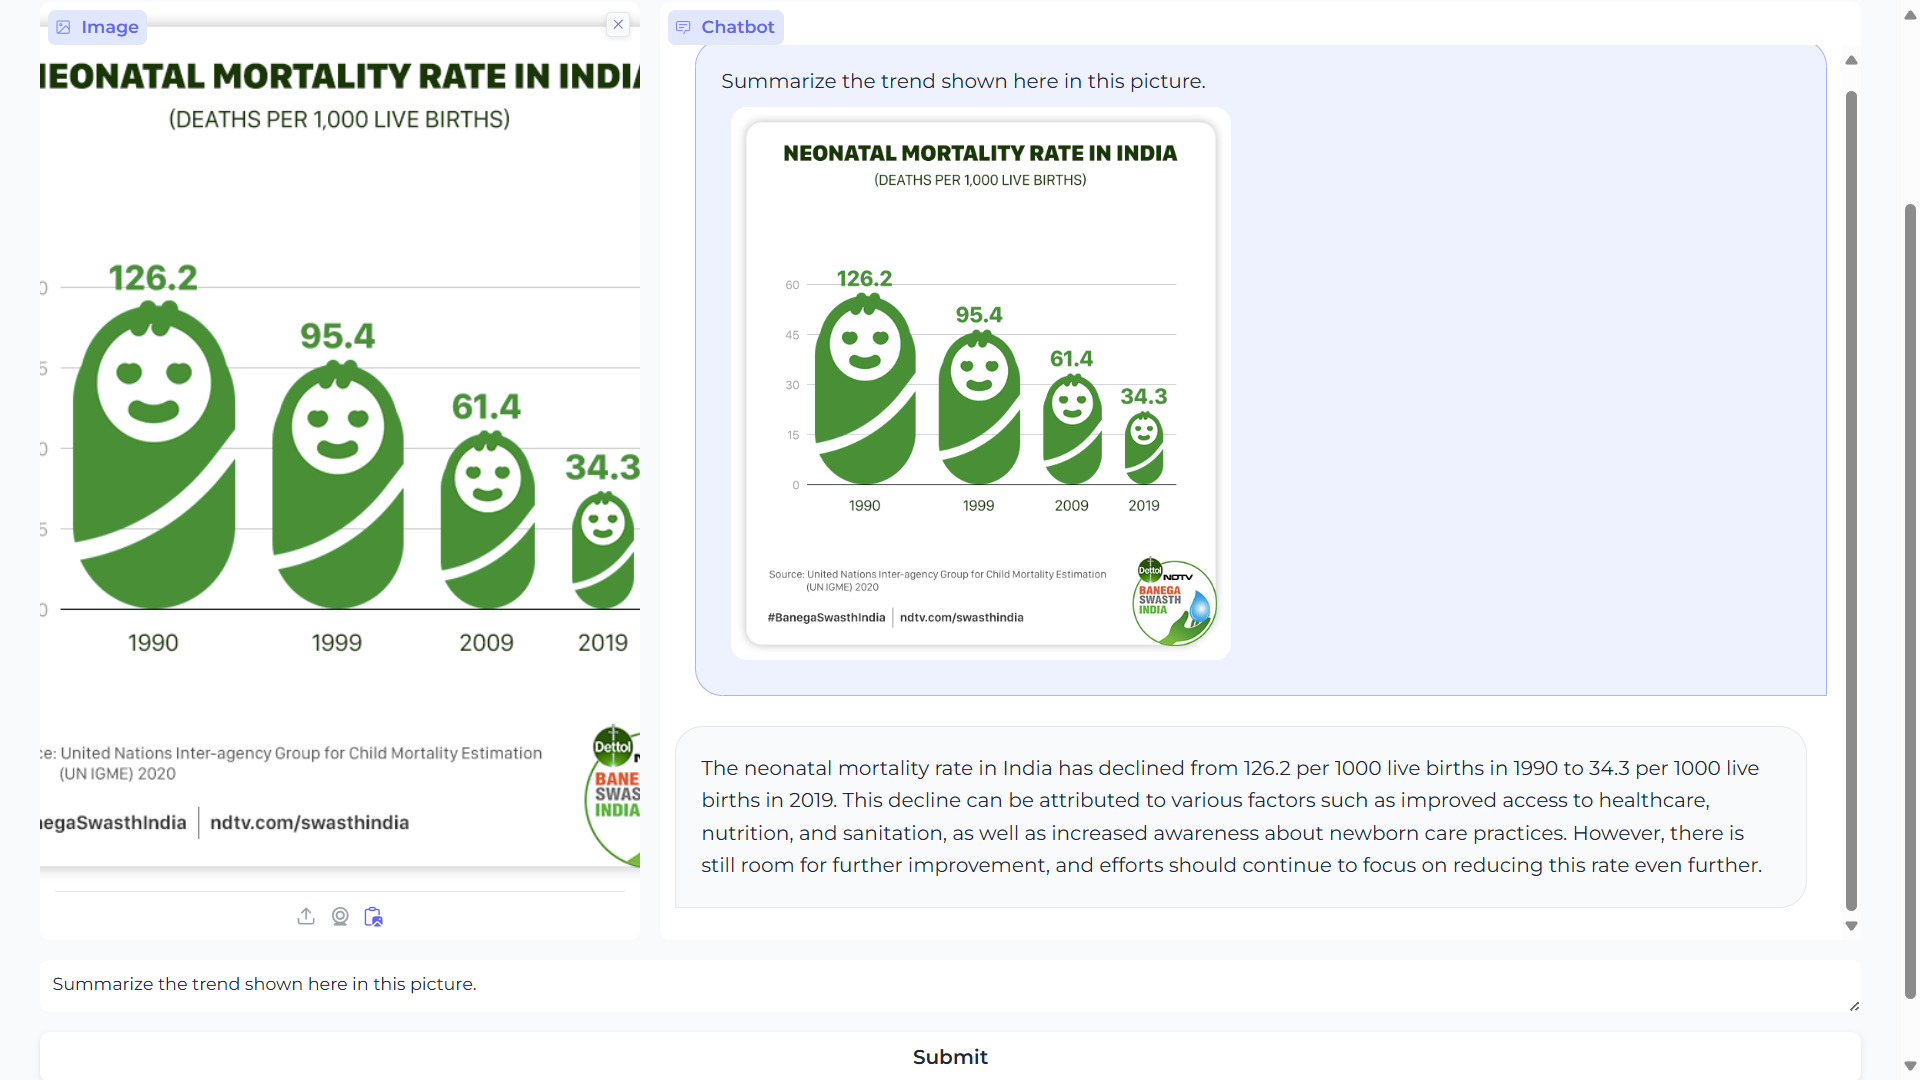 Image
NEONATAL MORTALITY RATE IN INDIA
(DEATHS PER 1,000 LIVE BIRTHS)
0
5
0
5
0
126.2
95.4
61.4
34.3
1990
1999
2009
2019
ce: United Nations Inter-agency Group for Child Mortality Estimation
(UN IGME) 2020
negaSwasthIndia
ndtv.com/swasthindia
Dettol N
BANE
SWAS
INDIA
Chatbot
Summarize the trend shown here in this picture.
NEONATAL MORTALITY RATE IN INDIA
(DEATHS PER 1,000 LIVE BIRTHS)
60
45
30
15
0
126.2
95.4
61.4
34.3
1990
1999
2009
2019
Source: United Nations Inter-agency Group for Child Mortality Estimation
(UN IGME) 2020
#BanegaSwasthIndia
ndtv.com/swasthindia
Dettol NDTV
BANEGA
SWASTH
INDIA
The neonatal mortality rate in India has declined from 126.2 per 1000 live births in 1990 to 34.3 per 1000 live
births in 2019. This decline can be attributed to various factors such as improved access to healthcare,
nutrition, and sanitation, as well as increased awareness about newborn care practices. However, there is
still room for further improvement, and efforts should continue to focus on reducing this rate even further.
Summarize the trend shown here in this picture.
Submit